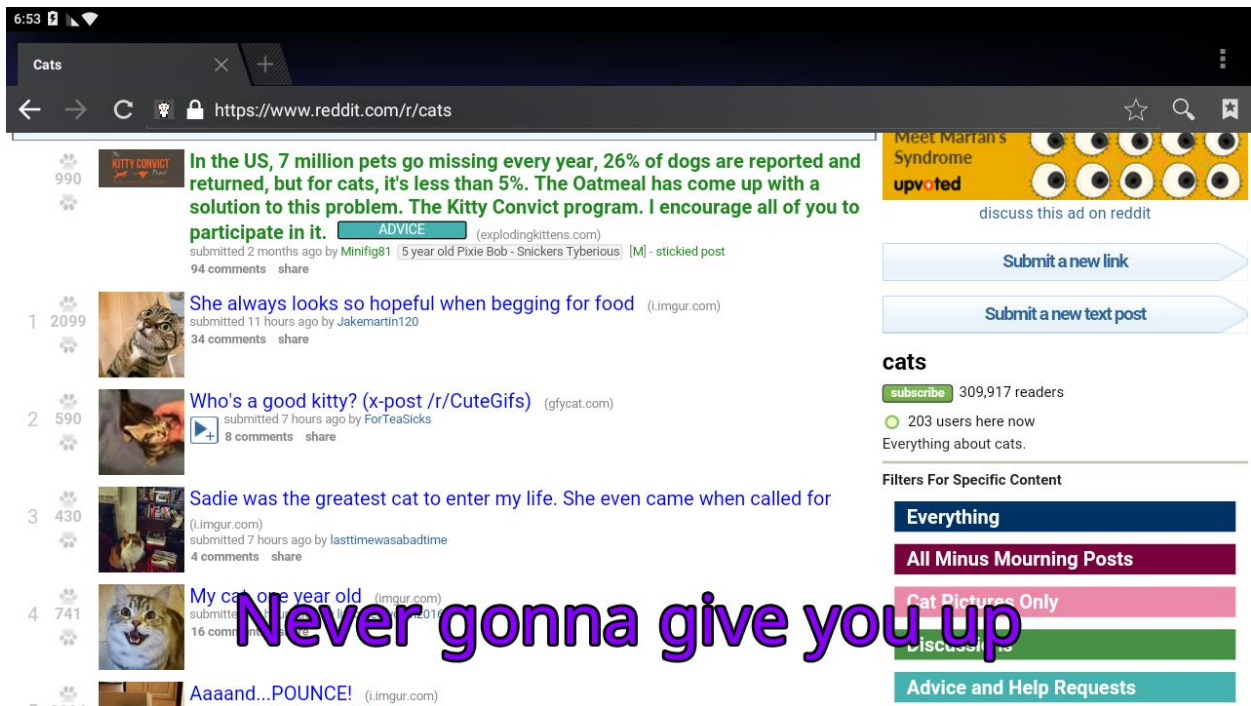 6:53
Cats
https://www.reddit.com/r/cats
990
KITTY CONVICT
In the US, 7 million pets go missing every year, 26% of dogs are reported and
returned, but for cats, it's less than 5%. The Oatmeal has come up with a
solution to this problem. The Kitty Convict program. I encourage all of you to
participate in it. ADVICE (explodingkittens.com)
submitted 2 months ago by Minifig81 5 year old Pixie Bob - Snickers Tyberious [M] - stickied post
94 comments share
1 2099
She always looks so hopeful when begging for food (i.imgur.com)
submitted 11 hours ago by Jakemartin120
34 comments share
2 590
Who's a good kitty? (x-post /r/CuteGifs) (gfycat.com)
submitted 7 hours ago by ForTeaSicks
8 comments share
3 430
Sadie was the greatest cat to enter my life. She even came when called for
(i.imgur.com)
submitted 7 hours ago by lasttimewasabadtime
4 comments share
4 741
My cat, one year old (imgur.com)
16
Never gonna give you up
Aaaand...POUNCE! (i.imgur.com)
Meet Marfan's
Syndrome
upvoted
discuss this ad on reddit
Submit a new link
Submit a new text post
cats
subscribe 309,917 readers
203 users here now
Everything about cats.
Filters For Specific Content
Everything
All Minus Mourning Posts
Cat Pictures Only
Discussions
Advice and Help Requests